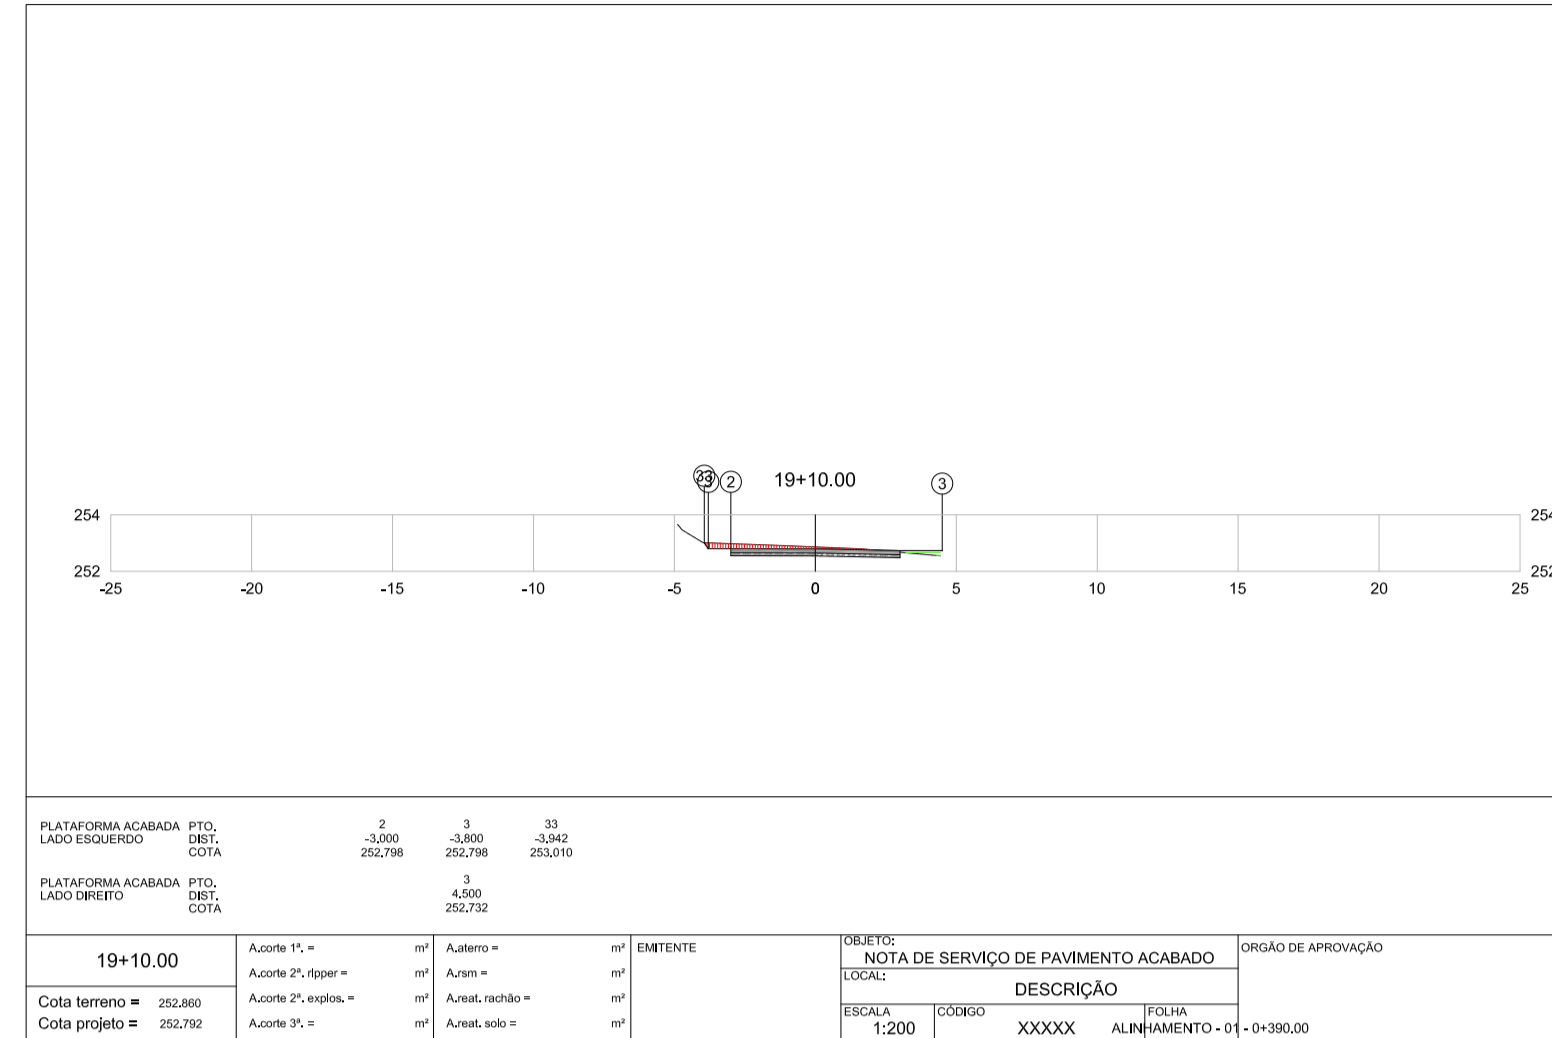 33 3 2 19+10.00 3
254 254
252 252
-25 -20 -15 -10 -5 0 5 10 15 20 25
PLATAFORMA ACABADA PTO. 2 3 33
LADO ESQUERDO DIST. -3,000 -3,800 -3,942
COTA 252,798 252,798 253,010
PLATAFORMA ACABADA PTO. 3
LADO DIREITO DIST. 4,500
COTA 252,732
19+10.00
Cota terreno = 252.860
Cota projeto = 252.792
A.corte 1ª. = m²
A.corte 2ª. ripper = m²
A.corte 2ª. explos. = m²
A.corte 3ª. = m²
A.aterro = m²
A.rsm = m²
A.reat. rachão = m²
A.reat. solo = m²
EMITENTE
OBJETO:
NOTA DE SERVIÇO DE PAVIMENTO ACABADO
LOCAL:
DESCRIÇÃO
ESCALA
1:200
CÓDIGO
XXXXX
FOLHA
ALINHAMENTO - 01 - 0+390.00
ORGÃO DE APROVAÇÃO